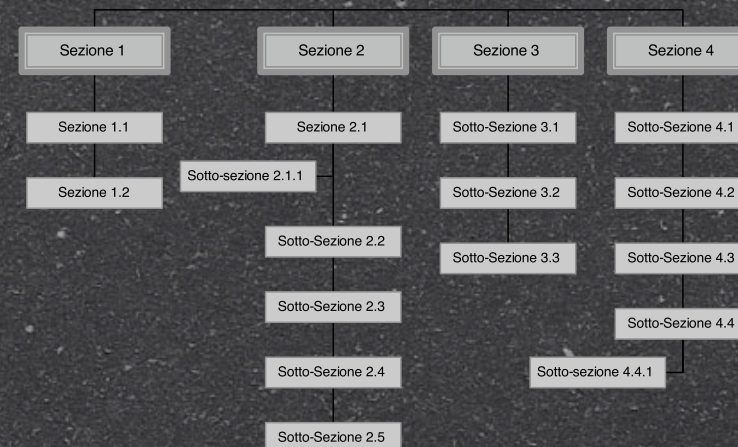 Sezione 1
Sezione 2
Sezione 3
Sezione 4
Sezione 1.1
Sezione 2.1
Sotto-Sezione 3.1
Sotto-Sezione 4.1
Sotto-sezione 2.1.1
Sezione 1.2
Sotto-Sezione 3.2
Sotto-Sezione 4.2
Sotto-Sezione 2.2
Sotto-Sezione 3.3
Sotto-Sezione 4.3
Sotto-Sezione 2.3
Sotto-Sezione 4.4
Sotto-Sezione 2.4
Sotto-sezione 4.4.1
Sotto-Sezione 2.5